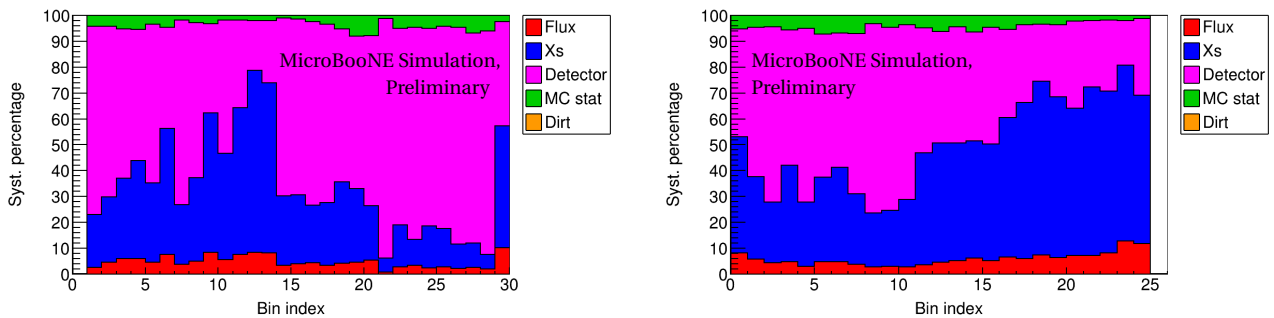 100
90
80
70
60
50
40
30
20
10
0
Syst. percentage
MicroBooNE Simulation,
Preliminary
0 5 10 15 20 25 30
Bin index
Flux
Xs
Detector
MC stat
Dirt
100
90
80
70
60
50
40
30
20
10
0
Syst. percentage
MicroBooNE Simulation,
Preliminary
0 5 10 15 20 25
Bin index
Flux
Xs
Detector
MC stat
Dirt